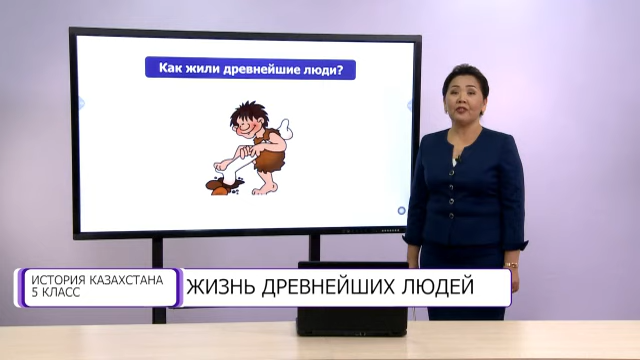 Как жили древнейшие люди?
ИСТОРИЯ КАЗАХСТАНА
5 КЛАСС
ЖИЗНЬ ДРЕВНЕЙШИХ ЛЮДЕЙ